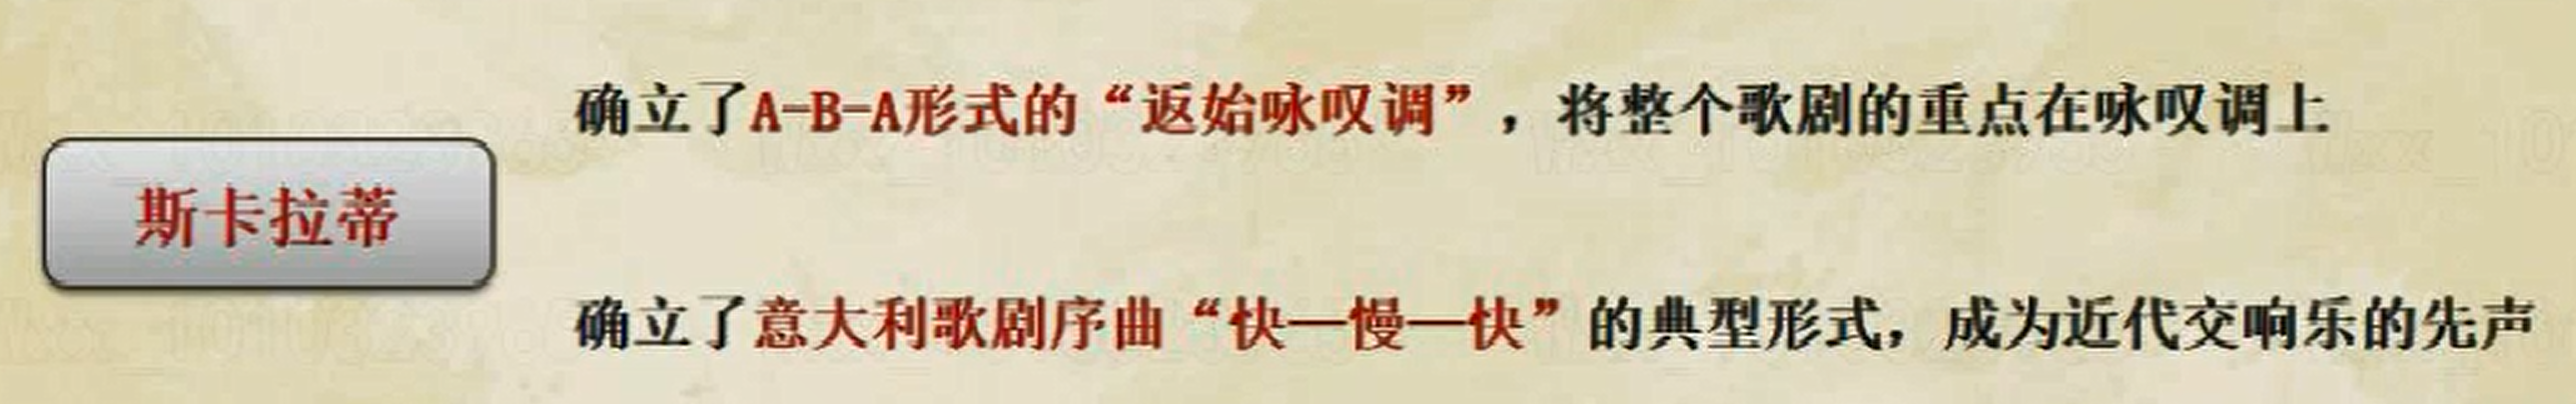 确立了A-B-A形式的“返始咏叹调”，将整个歌剧的重点在咏叹调上
斯卡拉蒂
确立了意大利歌剧序曲“快—慢—快”的典型形式，成为近代交响乐的先声